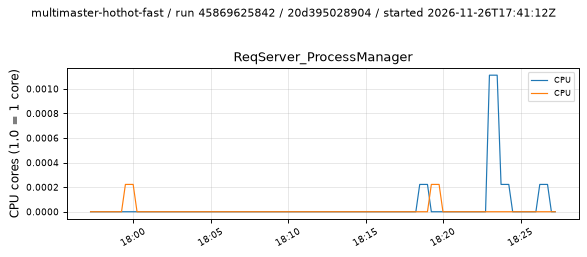 multimaster-hothot-fast / run 45869625842 / 20d395028904 / started 2026-11-26T17:41:12Z
ReqServer_ProcessManager
CPU cores (1.0 = 1 core)
0.0010
0.0008
0.0006
0.0004
0.0002
0.0000
CPU
CPU
18:00
18:05
18:10
18:15
18:20
18:25